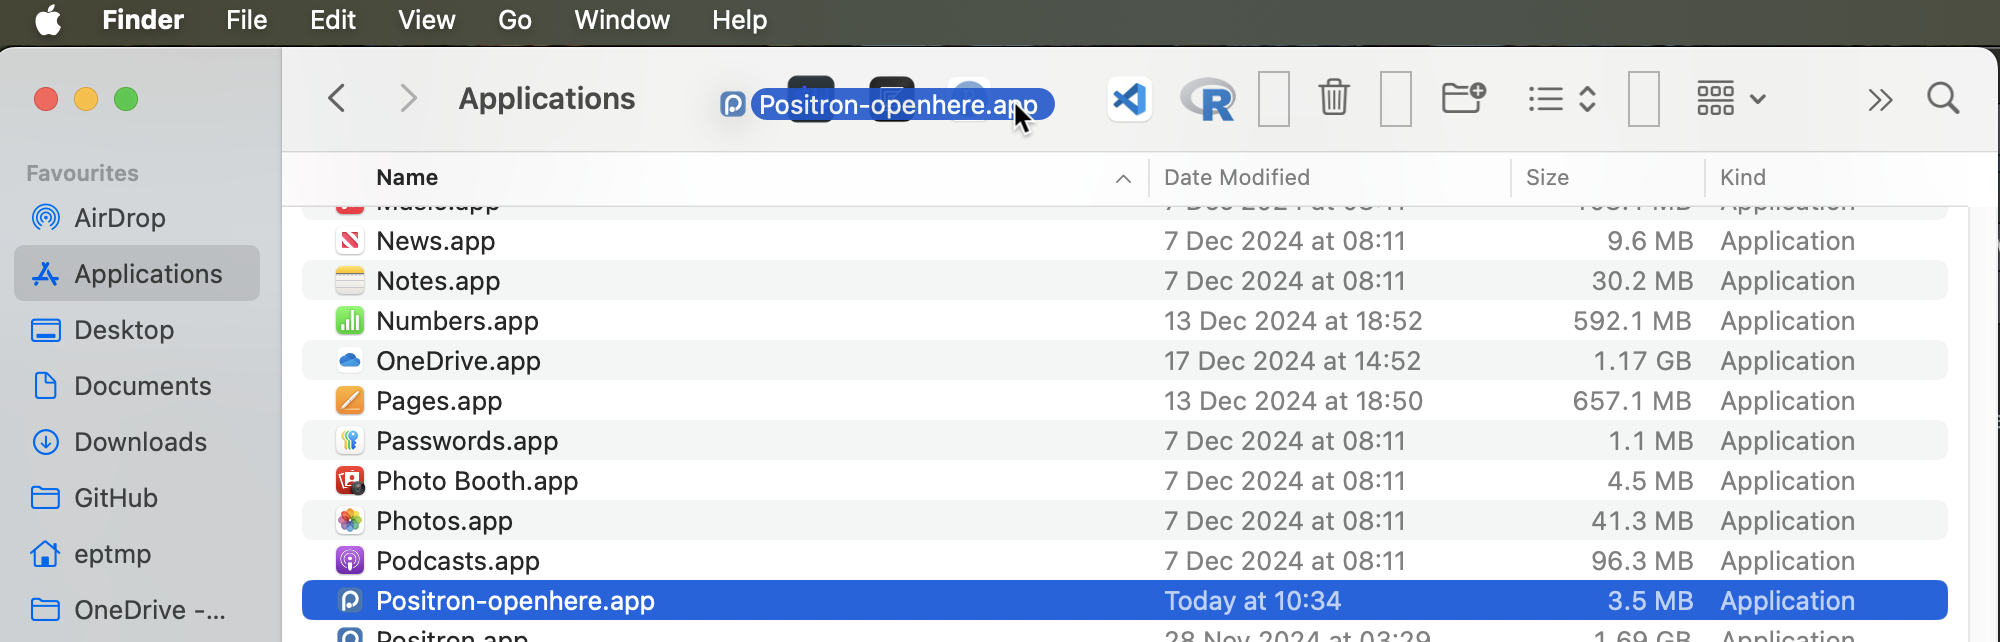 Finder File Edit View Go Window Help
Applications
Positron-openhere.app
Favourites
AirDrop
Applications
Desktop
Documents
Downloads
GitHub
eptmp
OneDrive -...
Name Date Modified Size Kind
News.app 7 Dec 2024 at 08:11 9.6 MB Application
Notes.app 7 Dec 2024 at 08:11 30.2 MB Application
Numbers.app 13 Dec 2024 at 18:52 592.1 MB Application
OneDrive.app 17 Dec 2024 at 14:52 1.17 GB Application
Pages.app 13 Dec 2024 at 18:50 657.1 MB Application
Passwords.app 7 Dec 2024 at 08:11 1.1 MB Application
Photo Booth.app 7 Dec 2024 at 08:11 4.5 MB Application
Photos.app 7 Dec 2024 at 08:11 41.3 MB Application
Podcasts.app 7 Dec 2024 at 08:11 96.3 MB Application
Positron-openhere.app Today at 10:34 3.5 MB Application
Positron.app 28 Nov 2024 at 03:29 1.69 GB Application